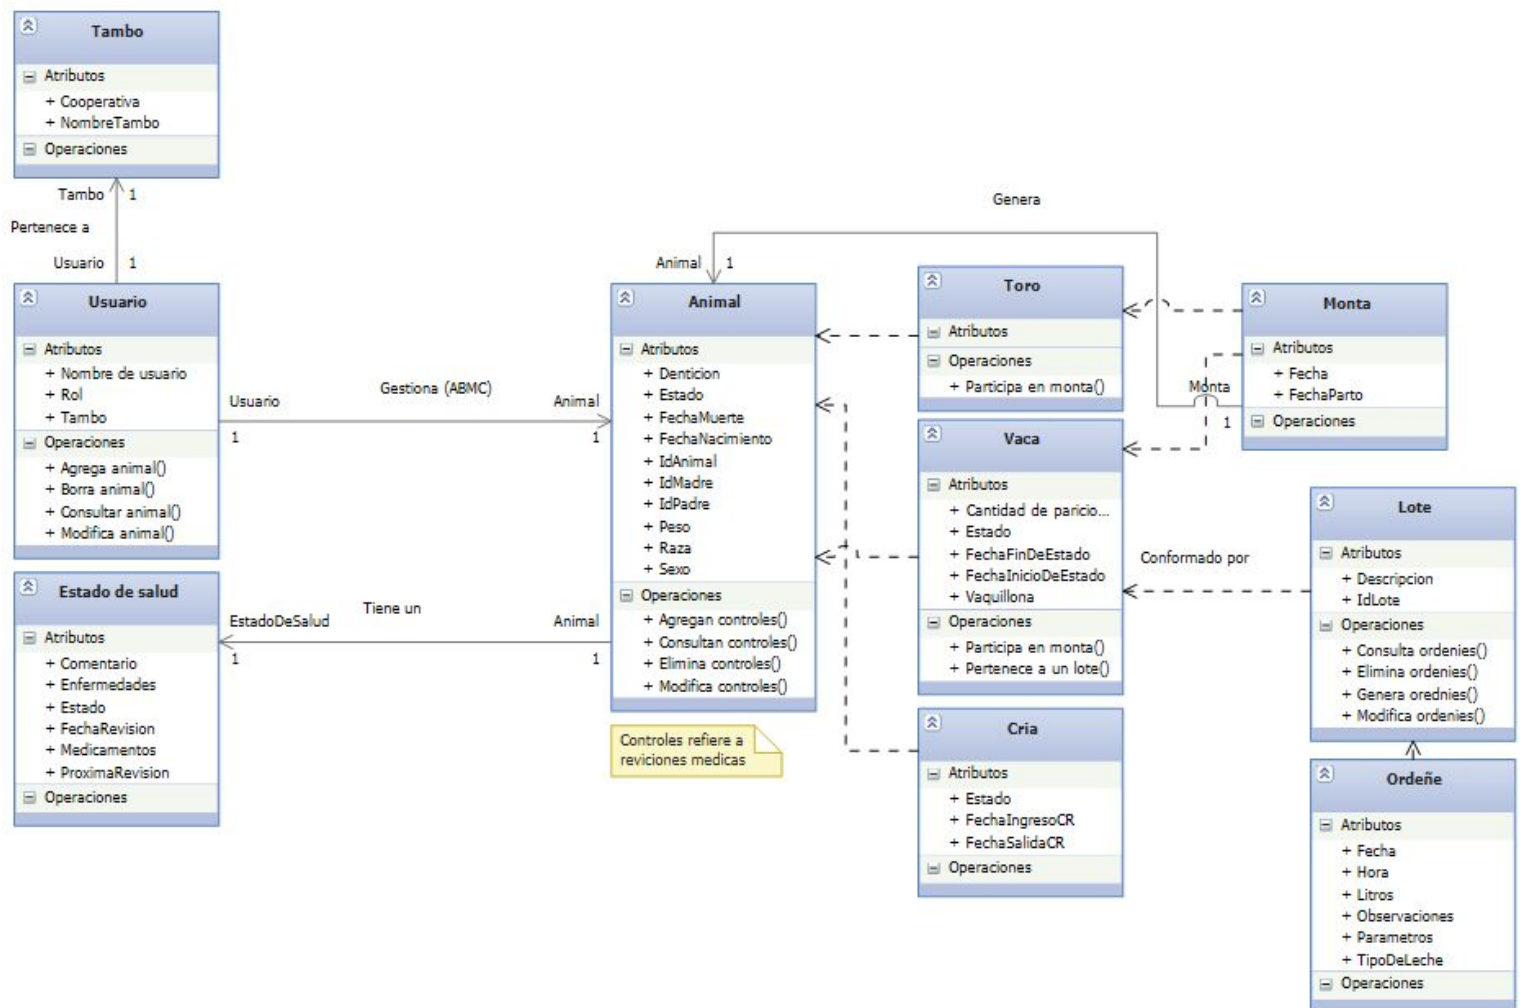 Tambo
Atributos
+ Cooperativa
+ NombreTambo
Operaciones
Tambo
1
Pertenece a
Usuario
1
Usuario
Atributos
+ Nombre de usuario
+ Rol
+ Tambo
Operaciones
+ Agrega animal()
+ Borra animal()
+ Consultar animal()
+ Modifica animal()
Usuario
1
Gestiona (ABMC)
Animal
1
Estado de salud
Atributos
+ Comentario
+ Enfermedades
+ Estado
+ FechaRevision
+ Medicamentos
+ ProximaRevision
Operaciones
EstadoDeSalud
1
Tiene un
Animal
1
Genera
Animal
1
Animal
Atributos
+ Denticion
+ Estado
+ FechaMuerte
+ FechaNacimiento
+ IdAnimal
+ IdMadre
+ IdPadre
+ Peso
+ Raza
+ Sexo
Operaciones
+ Agregan controles()
+ Consultan controles()
+ Elimina controles()
+ Modifica controles()
Controles refiere a
reviciones medicas
Toro
Atributos
Operaciones
+ Participa en monta()
Vaca
Atributos
+ Cantidad de paricio...
+ Estado
+ FechaFinDeEstado
+ FechaInicioDeEstado
+ Vaquillona
Operaciones
+ Participa en monta()
+ Pertenece a un lote()
Cria
Atributos
+ Estado
+ FechaIngresoCR
+ FechaSalidaCR
Operaciones
Monta
1
Monta
Atributos
+ Fecha
+ FechaParto
Operaciones
Conformado por
Lote
Atributos
+ Descripcion
+ IdLote
Operaciones
+ Consulta ordenies()
+ Elimina ordenies()
+ Genera orednies()
+ Modifica ordenies()
Ordeñe
Atributos
+ Fecha
+ Hora
+ Litros
+ Observaciones
+ Parametros
+ TipoDeLeche
Operaciones